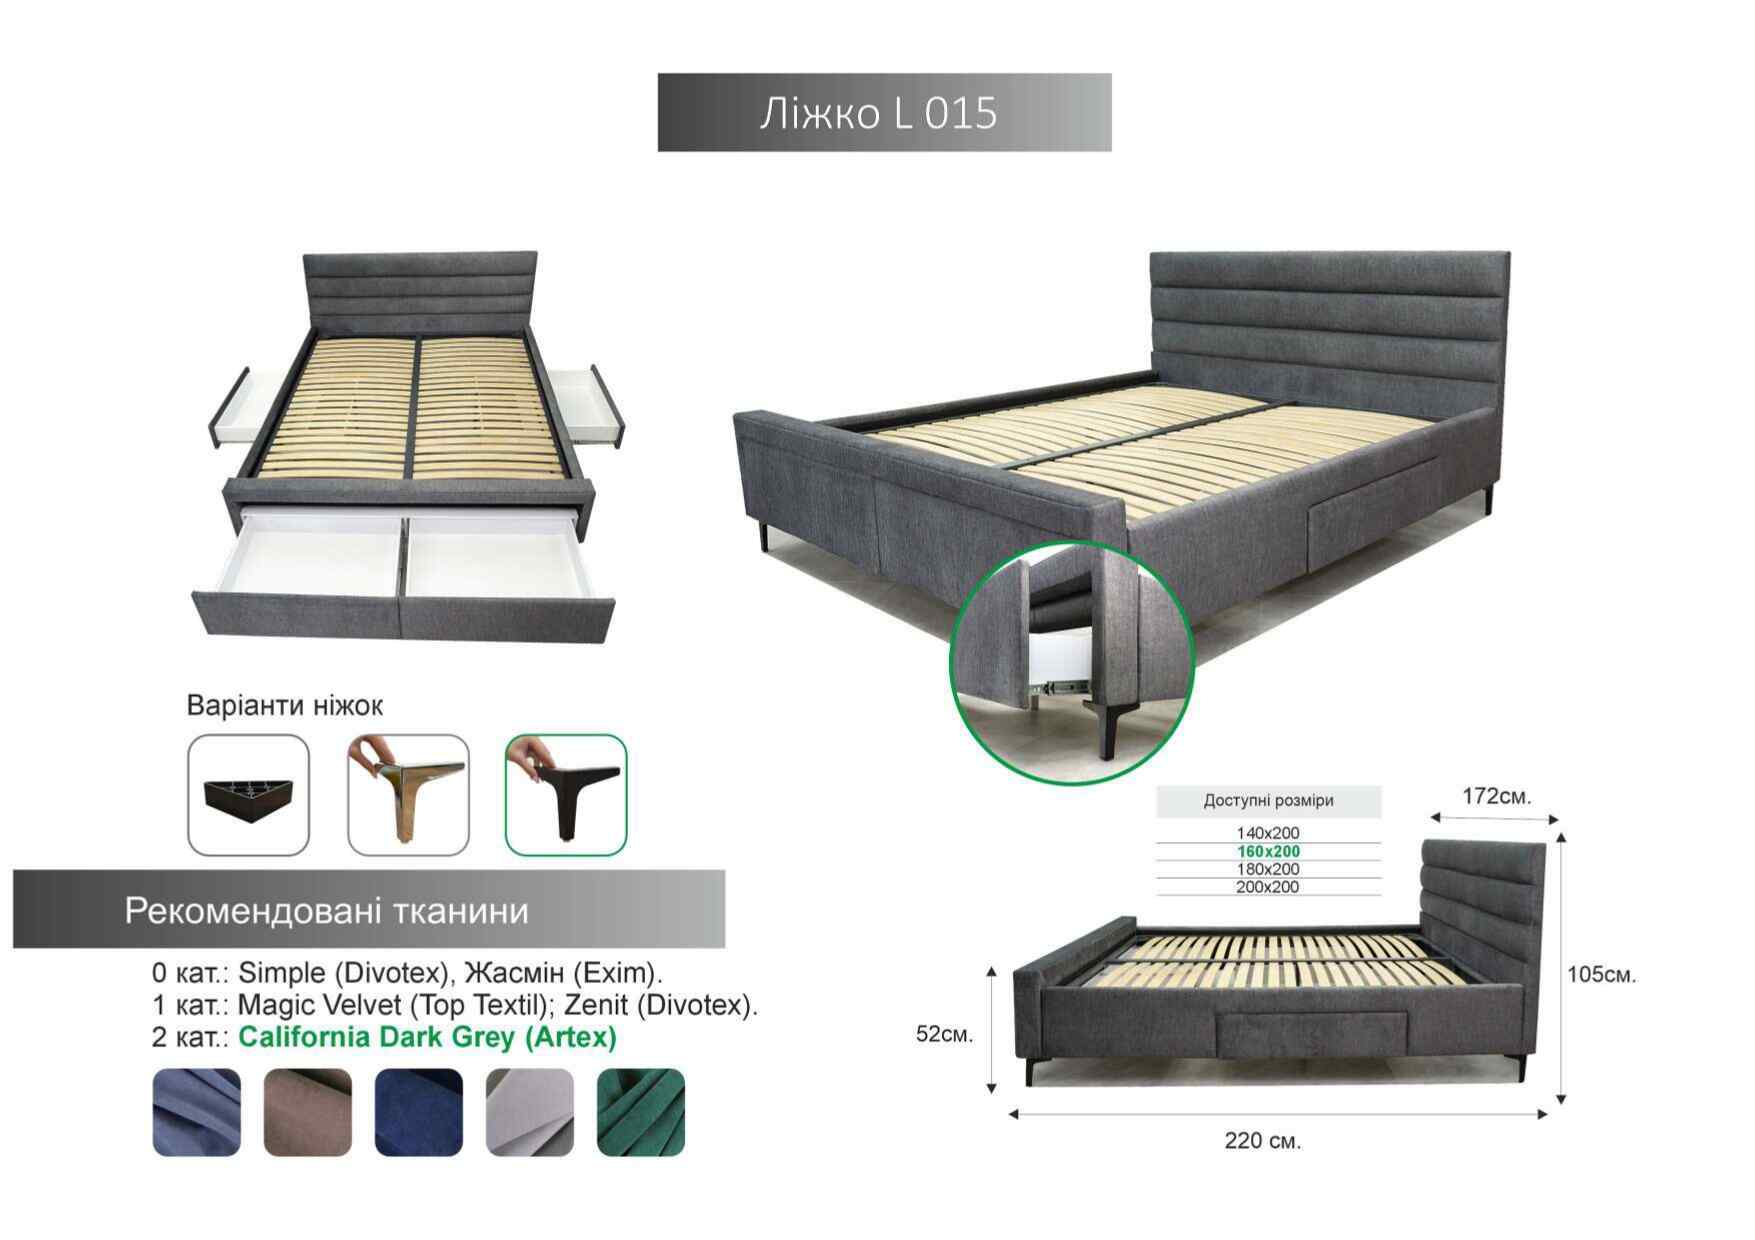 Ліжко L 015
Варіанти ніжок
Рекомендовані тканини
0 кат.: Simple (Divotex), Жасмін (Exim).
1 кат.: Magic Velvet (Top Textil); Zenit (Divotex).
2 кат.: California Dark Grey (Artex)
Доступні розміри
140x200
160x200
180x200
200x200
172см.
105см.
52см.
220 см.